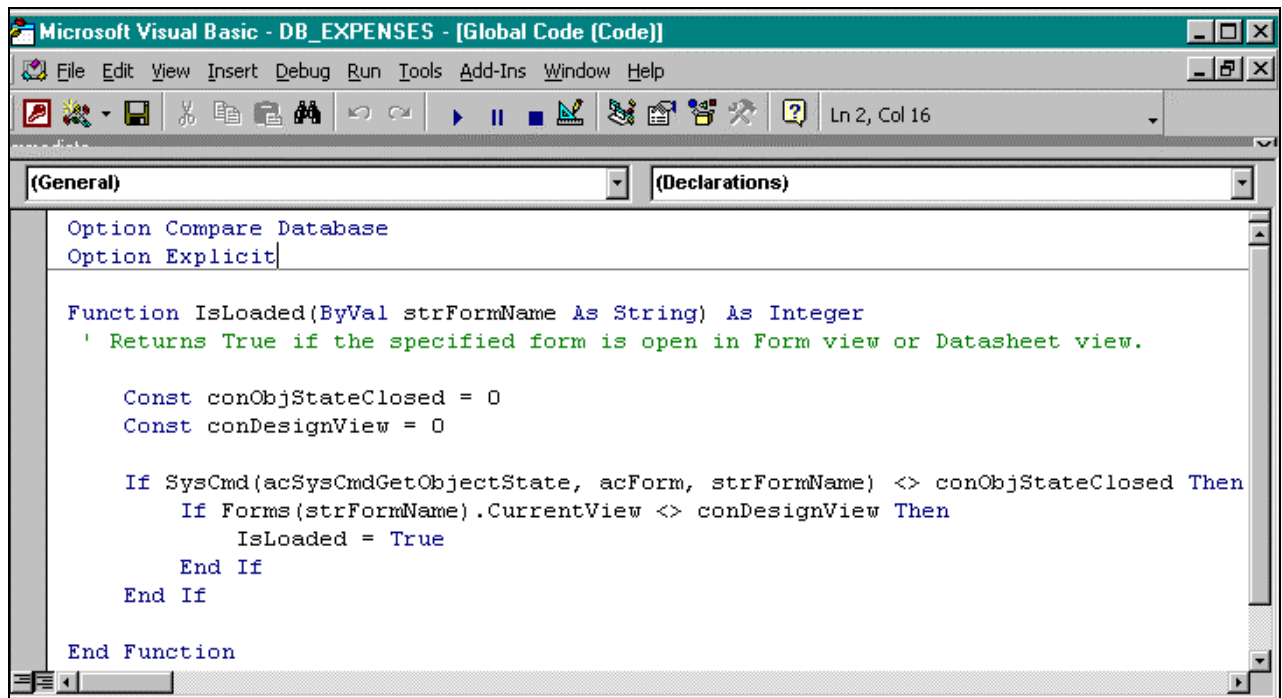 Microsoft Visual Basic - DB_EXPENSES - [Global Code (Code)]
File Edit View Insert Debug Run Tools Add-Ins Window Help
Ln 2, Col 16
(General) (Declarations)
Option Compare Database
Option Explicit
Function IsLoaded(ByVal strFormName As String) As Integer
' Returns True if the specified form is open in Form view or Datasheet view.
Const conObjStateClosed = 0
Const conDesignView = 0
If SysCmd(acSysCmdGetObjectState, acForm, strFormName) <> conObjStateClosed Then
If Forms(strFormName).CurrentView <> conDesignView Then
IsLoaded = True
End If
End If
End Function